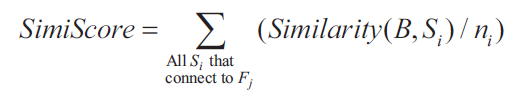 SimiScore = ∑ (Similarity(B, S_i) / n_i)
All S_i that
connect to F_j